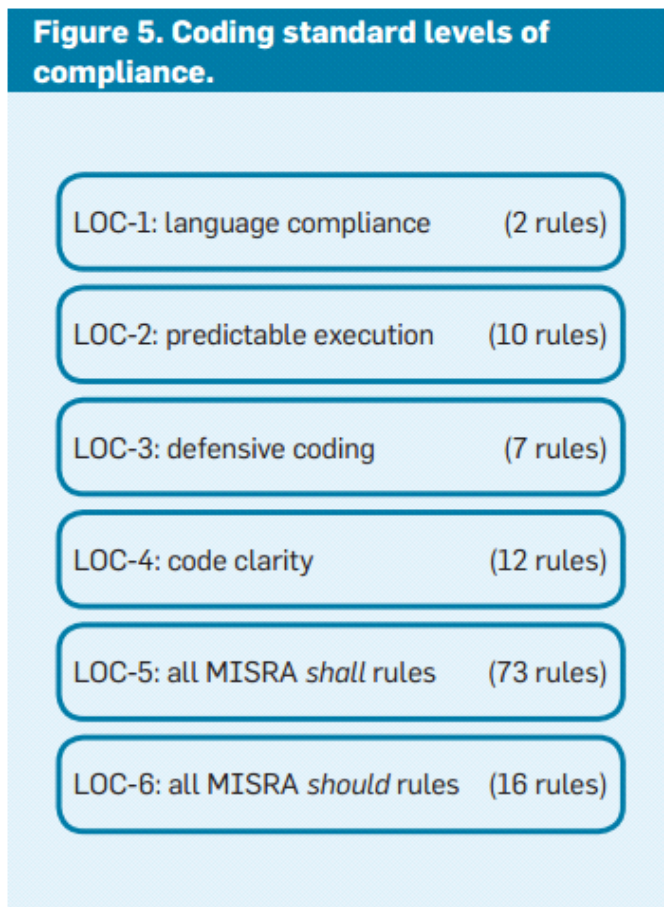 Figure 5. Coding standard levels of
compliance.
LOC-1: language compliance (2 rules)
LOC-2: predictable execution (10 rules)
LOC-3: defensive coding (7 rules)
LOC-4: code clarity (12 rules)
LOC-5: all MISRA shall rules (73 rules)
LOC-6: all MISRA should rules (16 rules)